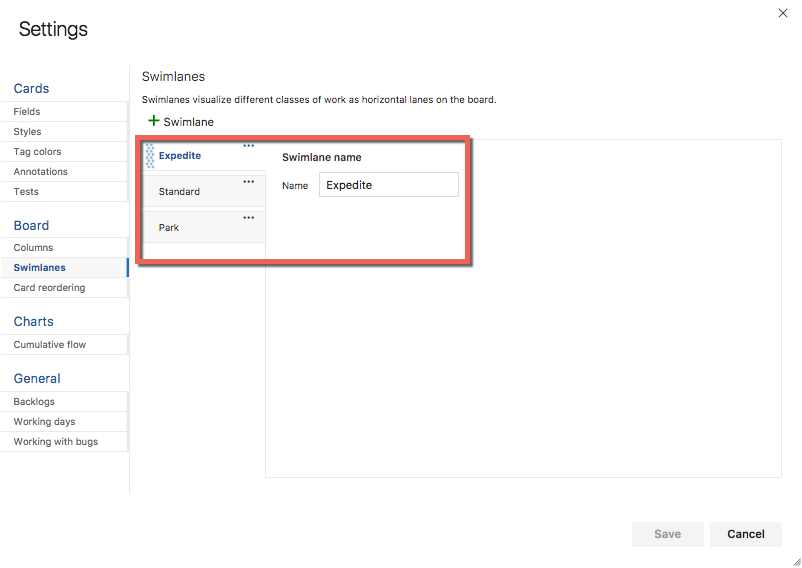 Settings
Cards
Fields
Styles
Tag colors
Annotations
Tests
Board
Columns
Swimlanes
Card reordering
Charts
Cumulative flow
General
Backlogs
Working days
Working with bugs
Swimlanes
Swimlanes visualize different classes of work as horizontal lanes on the board.
+ Swimlane
Expedite ...
Standard ...
Park ...
Swimlane name
Name Expedite
Save Cancel